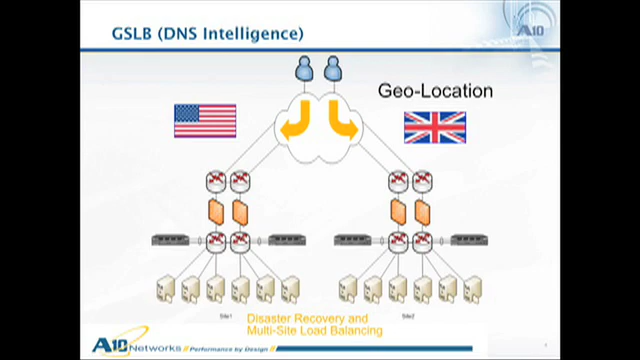 GSLB (DNS Intelligence)
A10
Geo-Location
Site1
Site2
Disaster Recovery and
Multi-Site Load Balancing
A10 Networks | Performance by Design